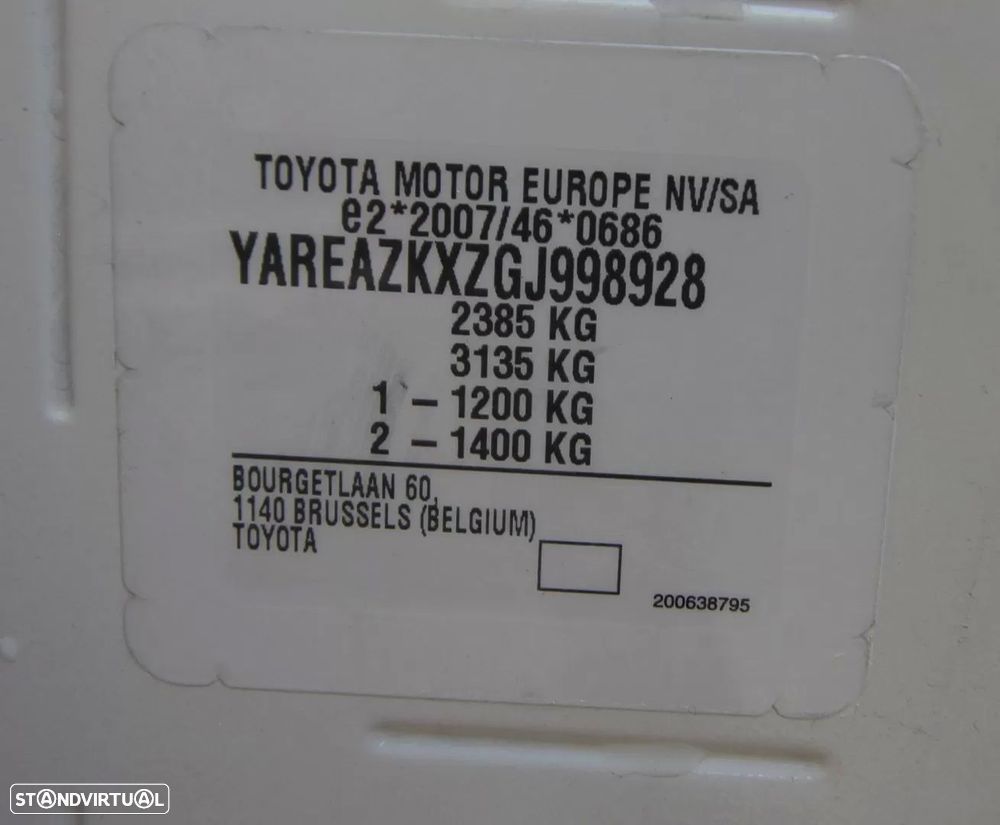 TOYOTA MOTOR EUROPE NV/SA
e2*2007/46*0686
YAREAZKXZGJ998928
2385 KG
3135 KG
1 – 1200 KG
2 – 1400 KG
BOURGETLAAN 60,
1140 BRUSSELS (BELGIUM)
TOYOTA
200638795
STANDVIRTUAL